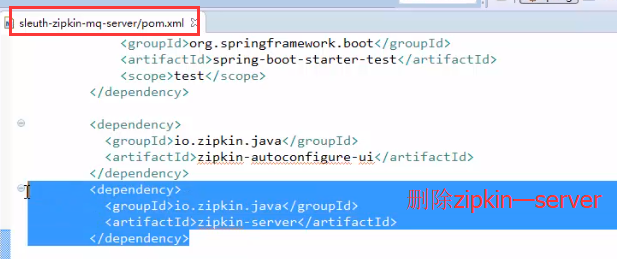 sleuth-zipkin-mq-server/pom.xml
<groupId>org.springframework.boot</groupId>
<artifactId>spring-boot-starter-test</artifactId>
<scope>test</scope>
</dependency>
<dependency>
<groupId>io.zipkin.java</groupId>
<artifactId>zipkin-autoconfigure-ui</artifactId>
</dependency>
<dependency>
<groupId>io.zipkin.java</groupId>
删除zipkin—server
<artifactId>zipkin-server</artifactId>
</dependency>